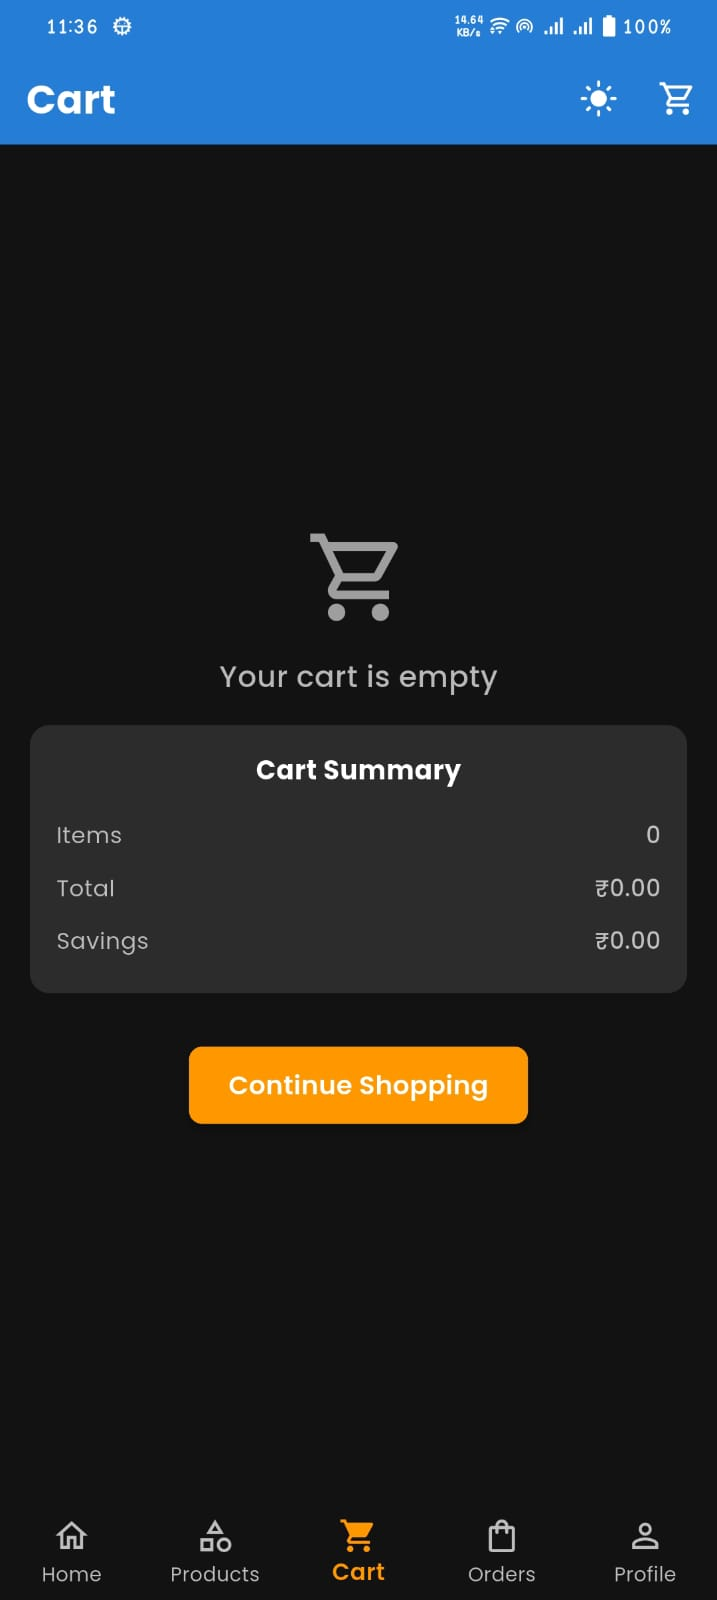 11:36
14.64
KB/s
100%
Cart
Your cart is empty
Cart Summary
Items 0
Total ₹0.00
Savings ₹0.00
Continue Shopping
Home Products Cart Orders Profile